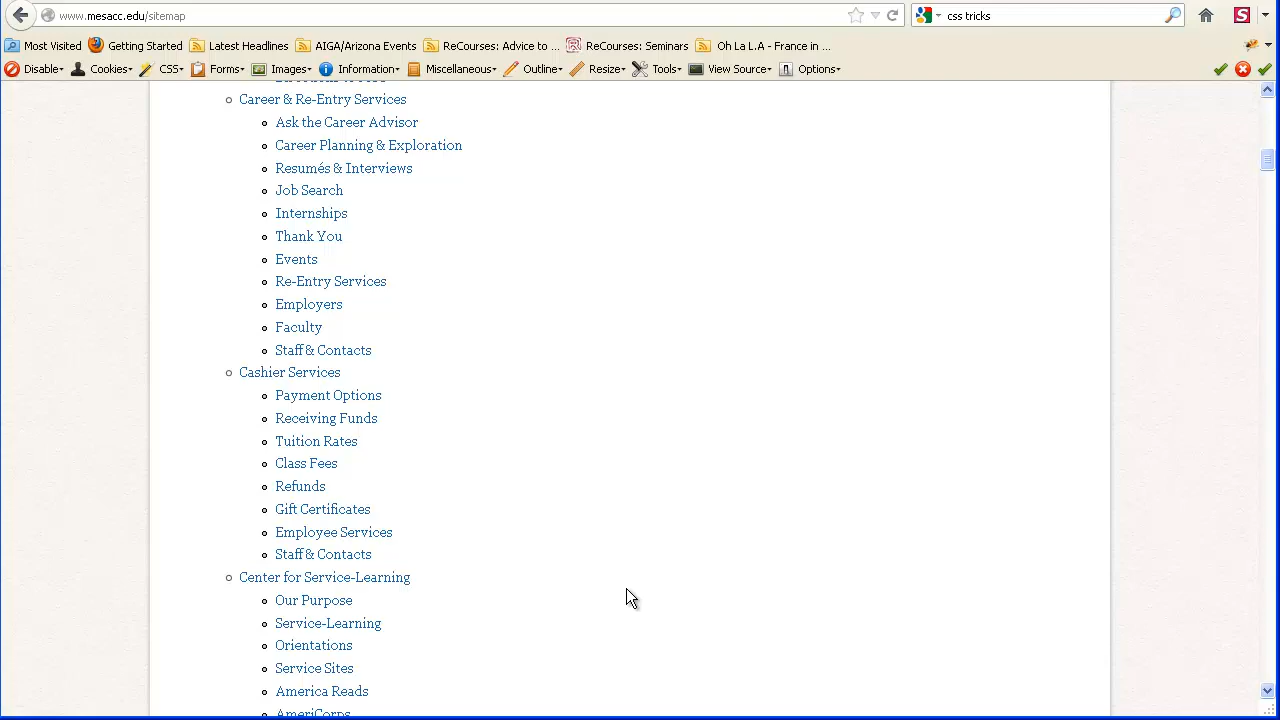 www.mesacc.edu/sitemap
css tricks
Most Visited Getting Started Latest Headlines AIGA/Arizona Events ReCourses: Advice to ... ReCourses: Seminars Oh La L.A - France in ...
Disable Cookies CSS Forms Images Information Miscellaneous Outline Resize Tools View Source Options
Career & Re-Entry Services
Ask the Career Advisor
Career Planning & Exploration
Resumés & Interviews
Job Search
Internships
Thank You
Events
Re-Entry Services
Employers
Faculty
Staff & Contacts
Cashier Services
Payment Options
Receiving Funds
Tuition Rates
Class Fees
Refunds
Gift Certificates
Employee Services
Staff & Contacts
Center for Service-Learning
Our Purpose
Service-Learning
Orientations
Service Sites
America Reads
AmeriCorps